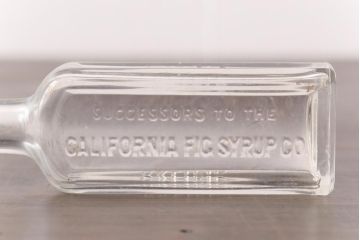 SUCCESSORS TO THE
CALIFORNIA FIG SYRUP CO